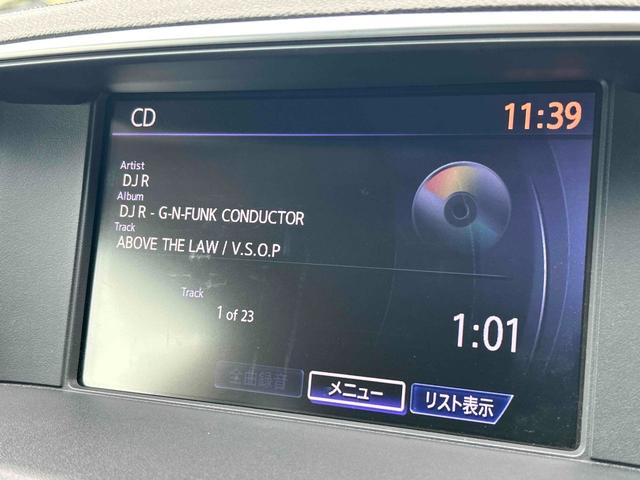 CD 11:39
Artist
DJ R
Album
DJ R - G-N-FUNK CONDUCTOR
Track
ABOVE THE LAW / V.S.O.P
Track
1 of 23
1:01
全曲録音 メニュー リスト表示